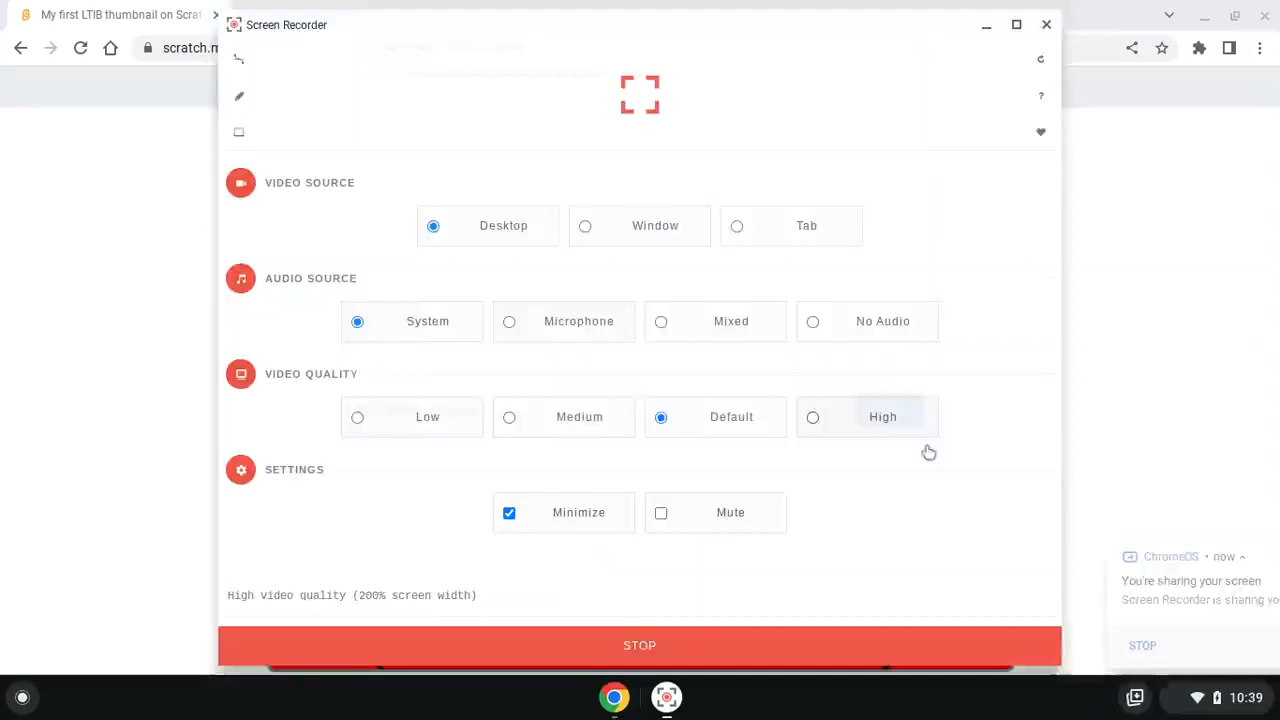 My first LTIB thumbnail on Scrat
Screen Recorder
scratch.m
?
VIDEO SOURCE
Desktop
Window
Tab
AUDIO SOURCE
System
Microphone
Mixed
No Audio
VIDEO QUALITY
Low
Medium
Default
High
SETTINGS
Minimize
Mute
High video quality (200% screen width)
STOP
ChromeOS • now
You're sharing your screen
Screen Recorder is sharing yo
STOP
10:39